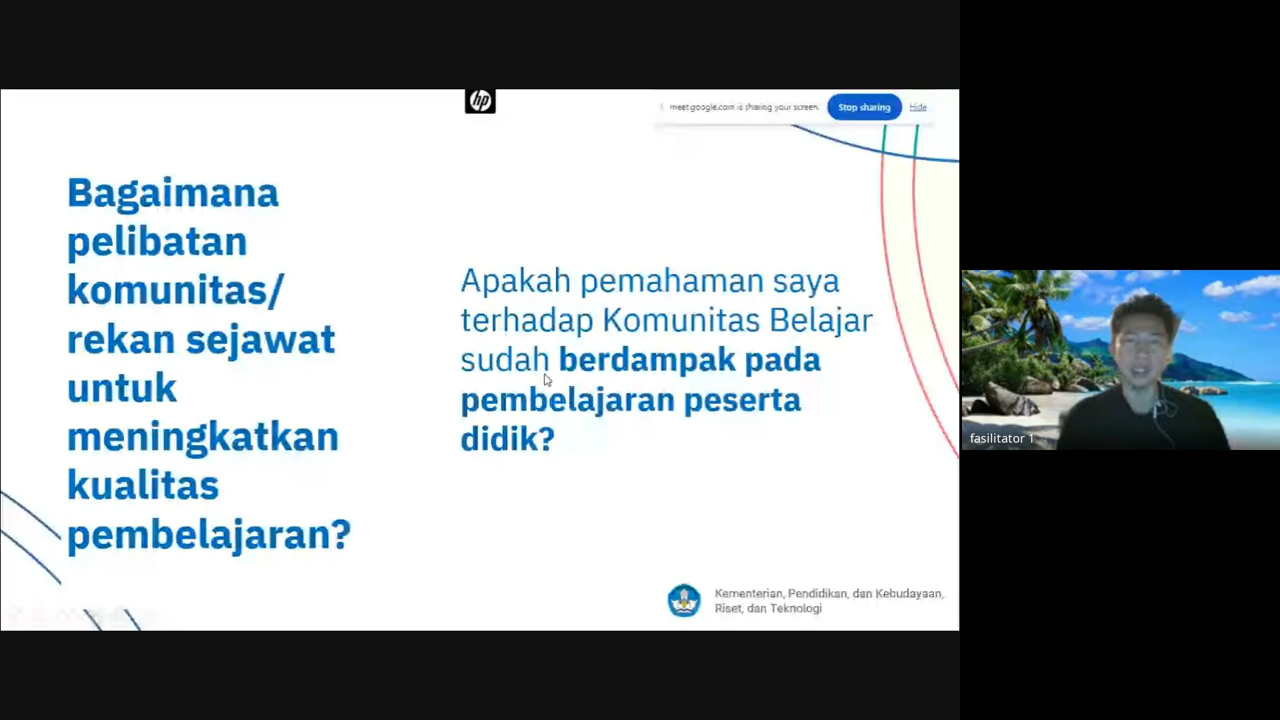 hp
meet.google.com is sharing your screen.
Stop sharing
Hide
Bagaimana
pelibatan
komunitas/
rekan sejawat
untuk
meningkatkan
kualitas
pembelajaran?
Apakah pemahaman saya
terhadap Komunitas Belajar
sudah berdampak pada
pembelajaran peserta
didik?
Kementerian, Pendidikan, dan Kebudayaan,
Riset, dan Teknologi
fasilitator 1